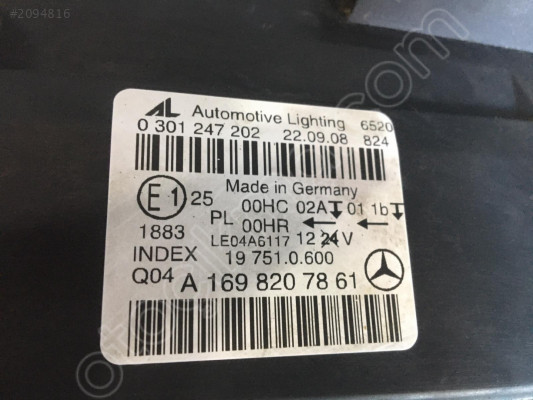 #2094816
AL Automotive Lighting 6520
0 301 247 202 22.09.08 824
Made in Germany
E1 25 00HC 02A 01 1b
PL 00HR
1883 LE04A6117 12 24 V
INDEX 19 751.0.600
Q04 A 169 820 78 61